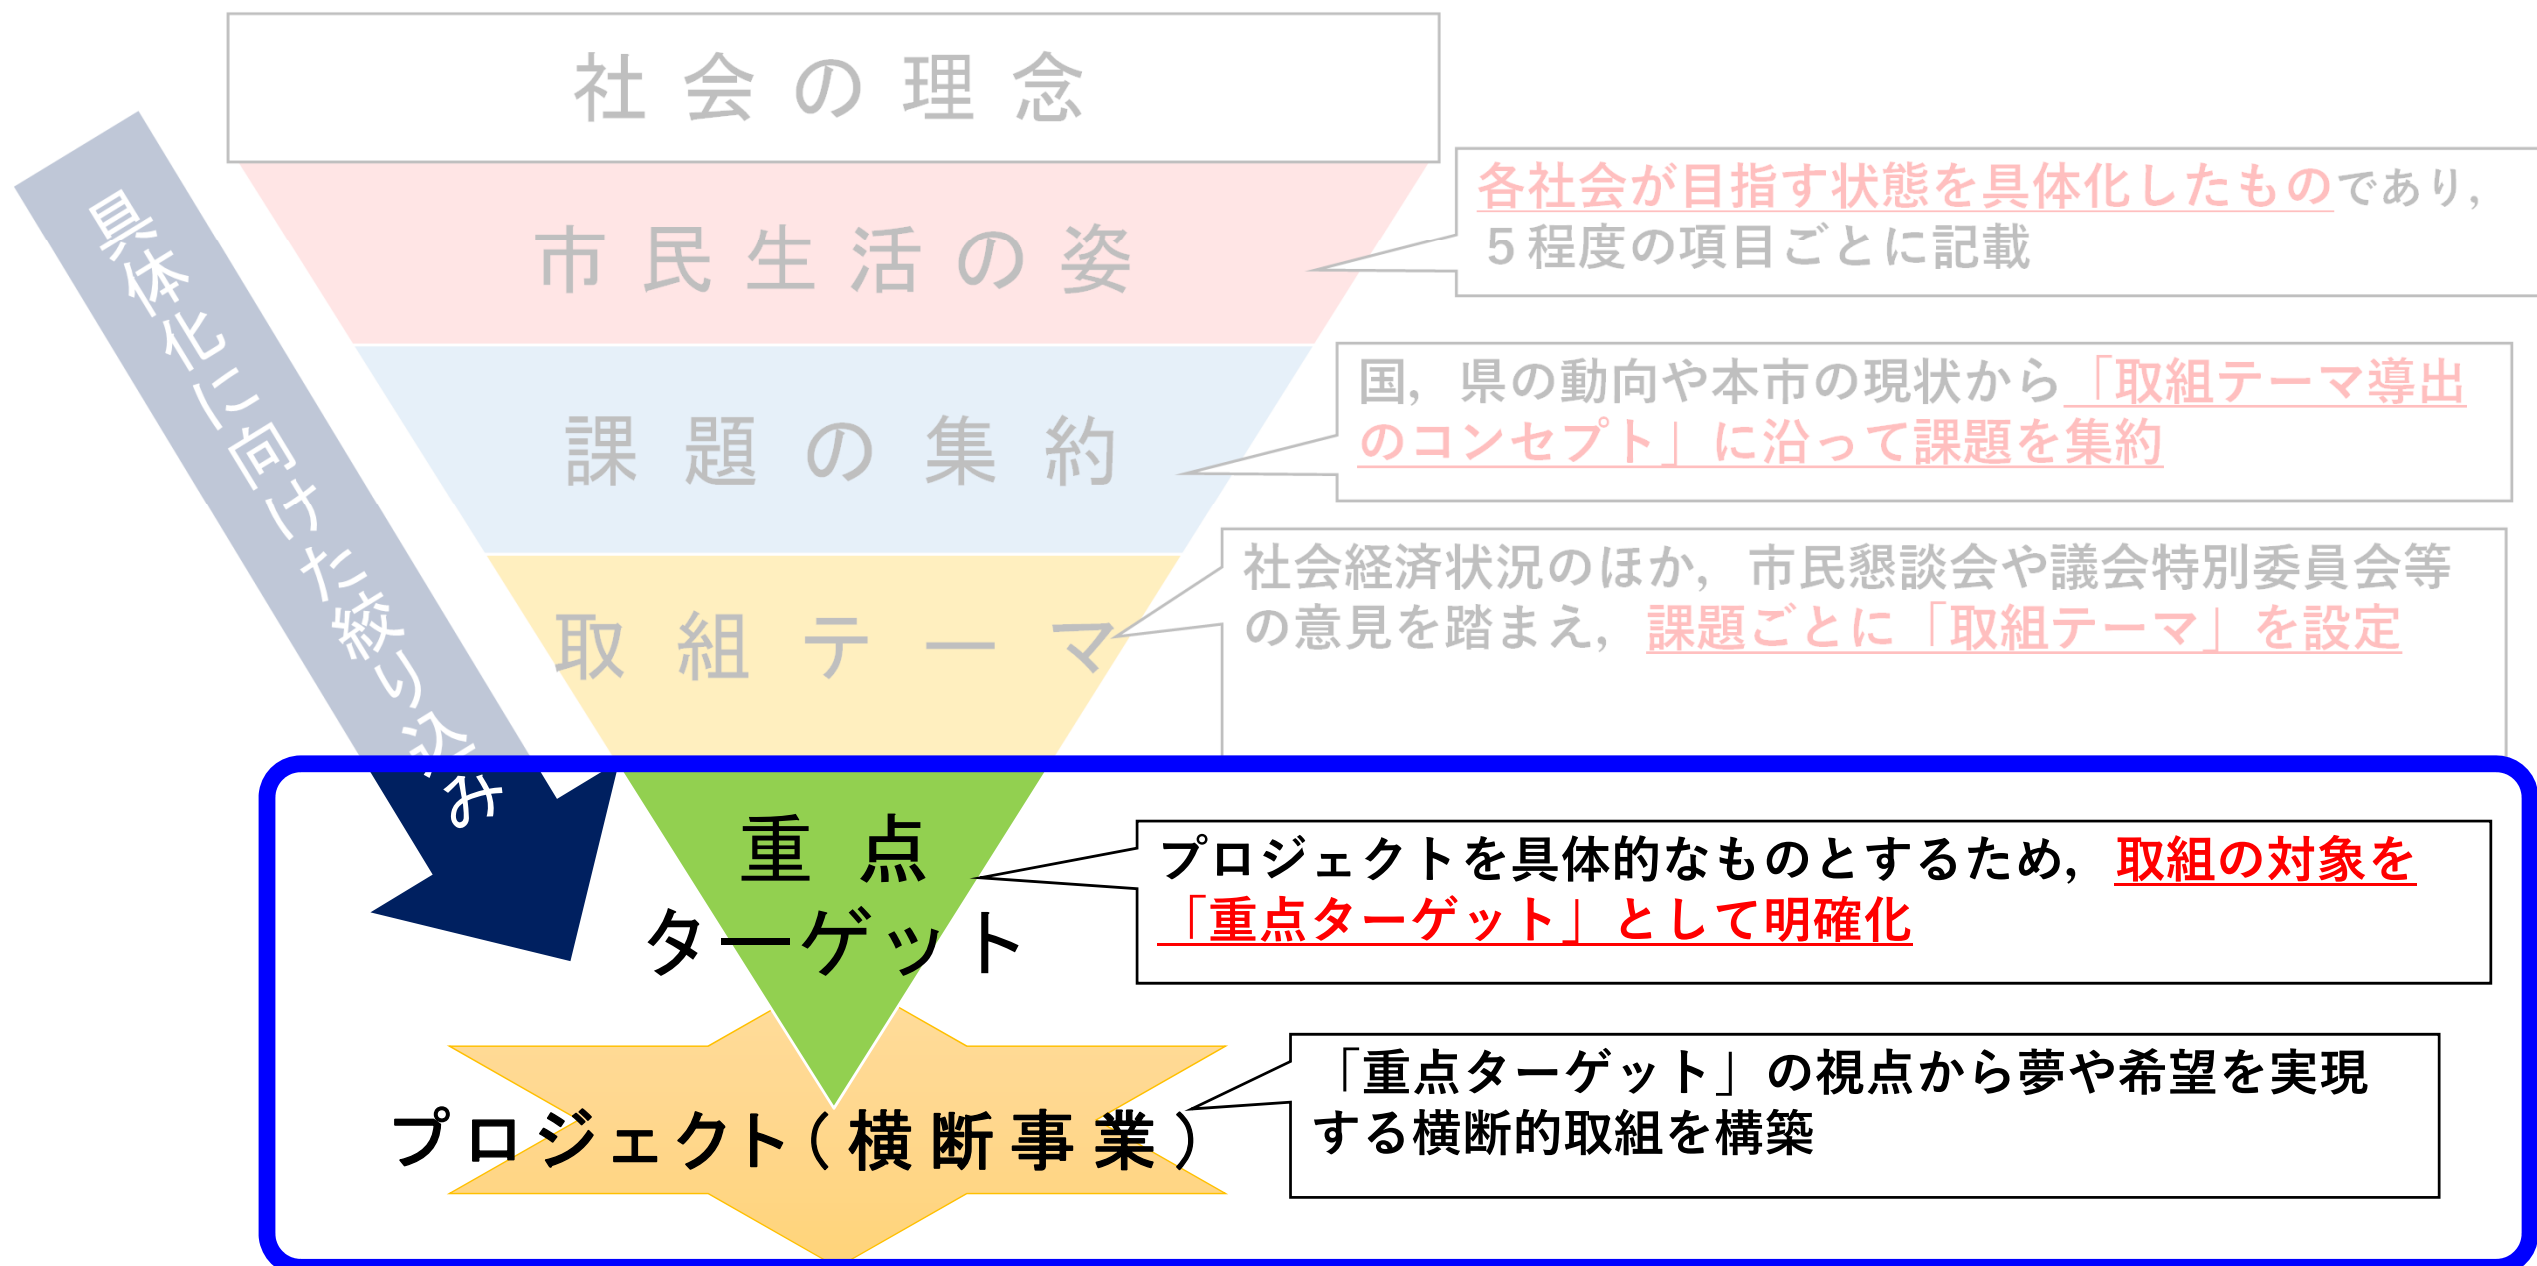 社会の理念
具体化に向けた絞り込み
市民生活の姿
各社会が目指す状態を具体化したものであり，
５程度の項目ごとに記載
課題の集約
国，県の動向や本市の現状から「取組テーマ導出
のコンセプト」に沿って課題を集約
取組テーマ
社会経済状況のほか，市民懇談会や議会特別委員会等
の意見を踏まえ，課題ごとに「取組テーマ」を設定
重点
ターゲット
プロジェクトを具体的なものとするため，取組の対象を
「重点ターゲット」として明確化
プロジェクト（横断事業）
「重点ターゲット」の視点から夢や希望を実現
する横断的取組を構築